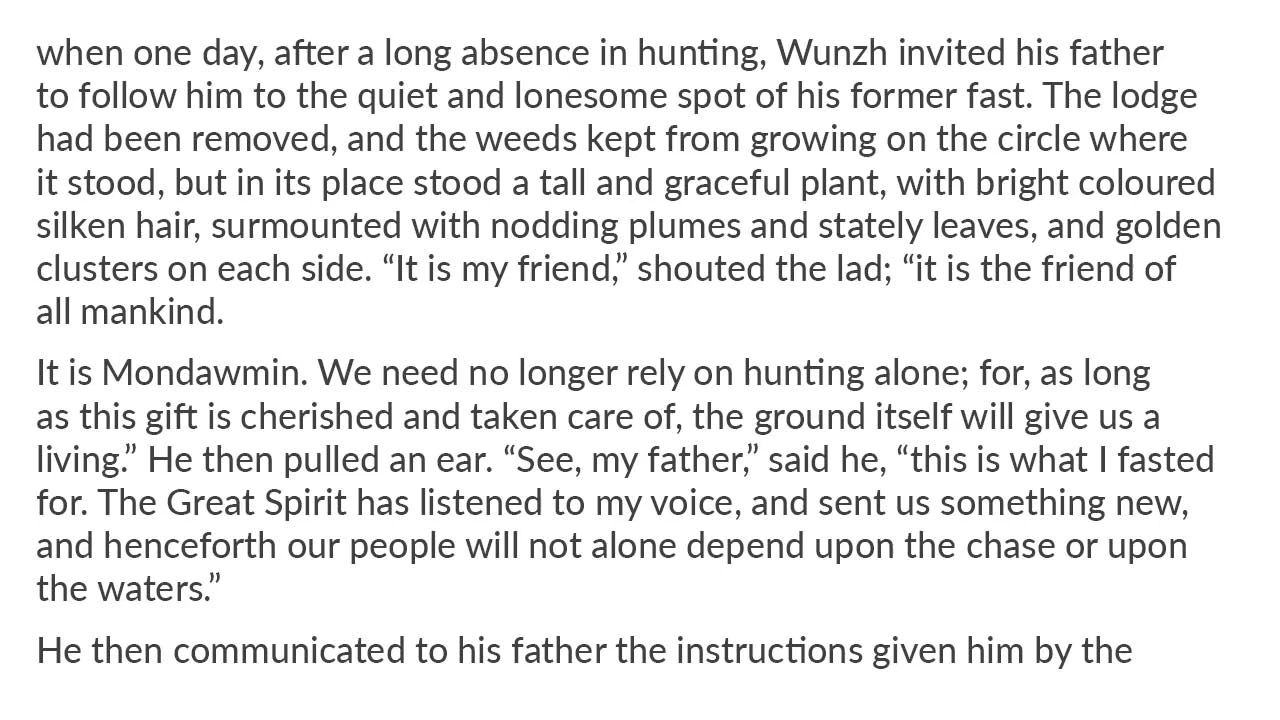 when one day, after a long absence in hunting, Wunzh invited his father
to follow him to the quiet and lonesome spot of his former fast. The lodge
had been removed, and the weeds kept from growing on the circle where
it stood, but in its place stood a tall and graceful plant, with bright coloured
silken hair, surmounted with nodding plumes and stately leaves, and golden
clusters on each side. “It is my friend,” shouted the lad; “it is the friend of
all mankind.
It is Mondawmin. We need no longer rely on hunting alone; for, as long
as this gift is cherished and taken care of, the ground itself will give us a
living.” He then pulled an ear. “See, my father,” said he, “this is what I fasted
for. The Great Spirit has listened to my voice, and sent us something new,
and henceforth our people will not alone depend upon the chase or upon
the waters.”
He then communicated to his father the instructions given him by the